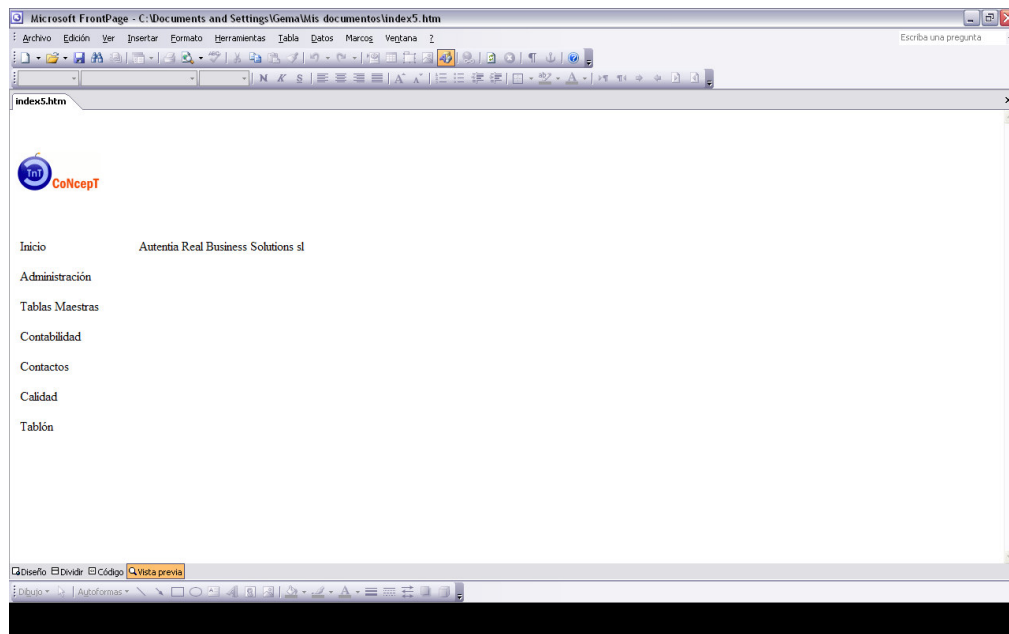 Microsoft FrontPage - C:\Documents and Settings\Gema\Mis documentos\index5.htm
Archivo Edición Ver Insertar Formato Herramientas Tabla Datos Marcos Ventana ? Escriba una pregunta
N K S
index5.htm
TnT
CoNcepT
Inicio Autentia Real Business Solutions sl
Administración
Tablas Maestras
Contabilidad
Contactos
Calidad
Tablón
Diseño Dividir Código Vista previa
Dibujo Autoformas